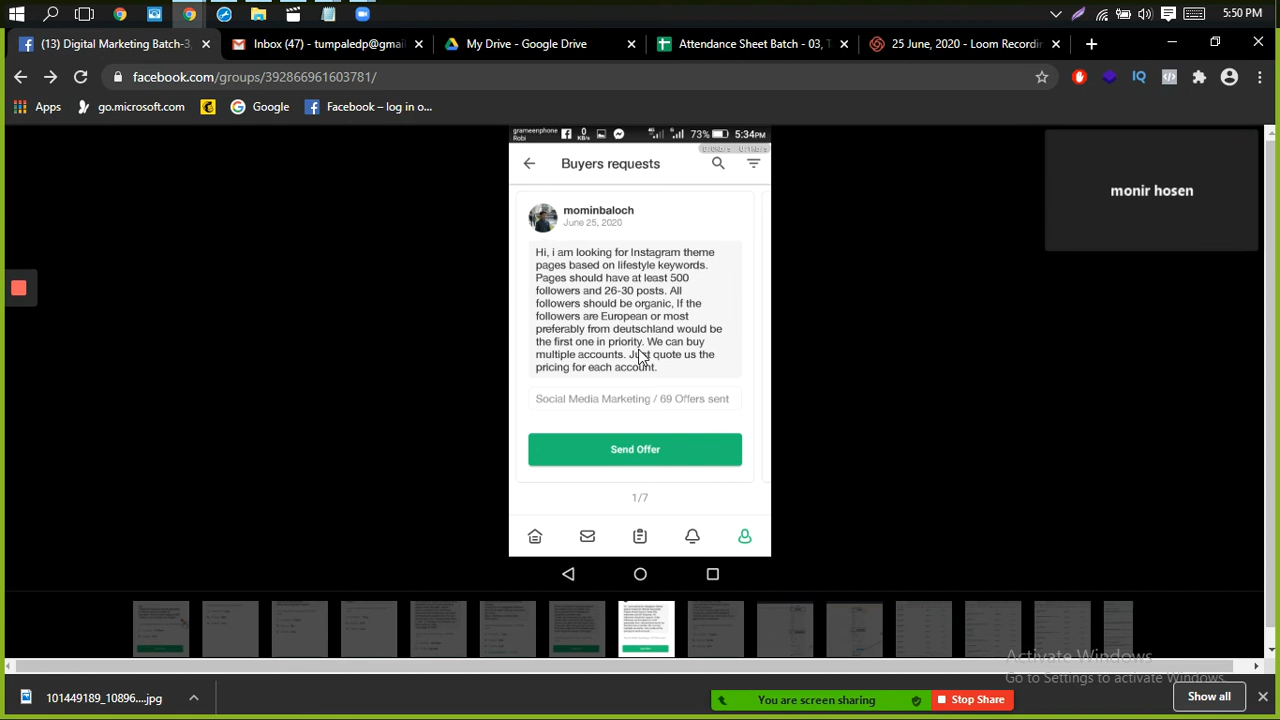 5:50 PM
(13) Digital Marketing Batch-3,
Inbox (47) - tumpaledp@gmai
My Drive - Google Drive
Attendance Sheet Batch - 03, T
25 June, 2020 - Loom Recordin
facebook.com/groups/392866961603781/
Apps
go.microsoft.com
Google
Facebook – log in o...
grameenphone
Robi
0
KB/s
73%
5:34PM
Buyers requests
monir hosen
mominbaloch
June 25, 2020
Hi, i am looking for Instagram theme
pages based on lifestyle keywords.
Pages should have at least 500
followers and 26-30 posts. All
followers should be organic, If the
followers are European or most
preferably from deutschland would be
the first one in priority. We can buy
multiple accounts. Just quote us the
pricing for each account.
Social Media Marketing / 69 Offers sent
Send Offer
1/7
Activate Windows
Go to Settings to activate Windows.
101449189_10896....jpg
You are screen sharing
Stop Share
Show all